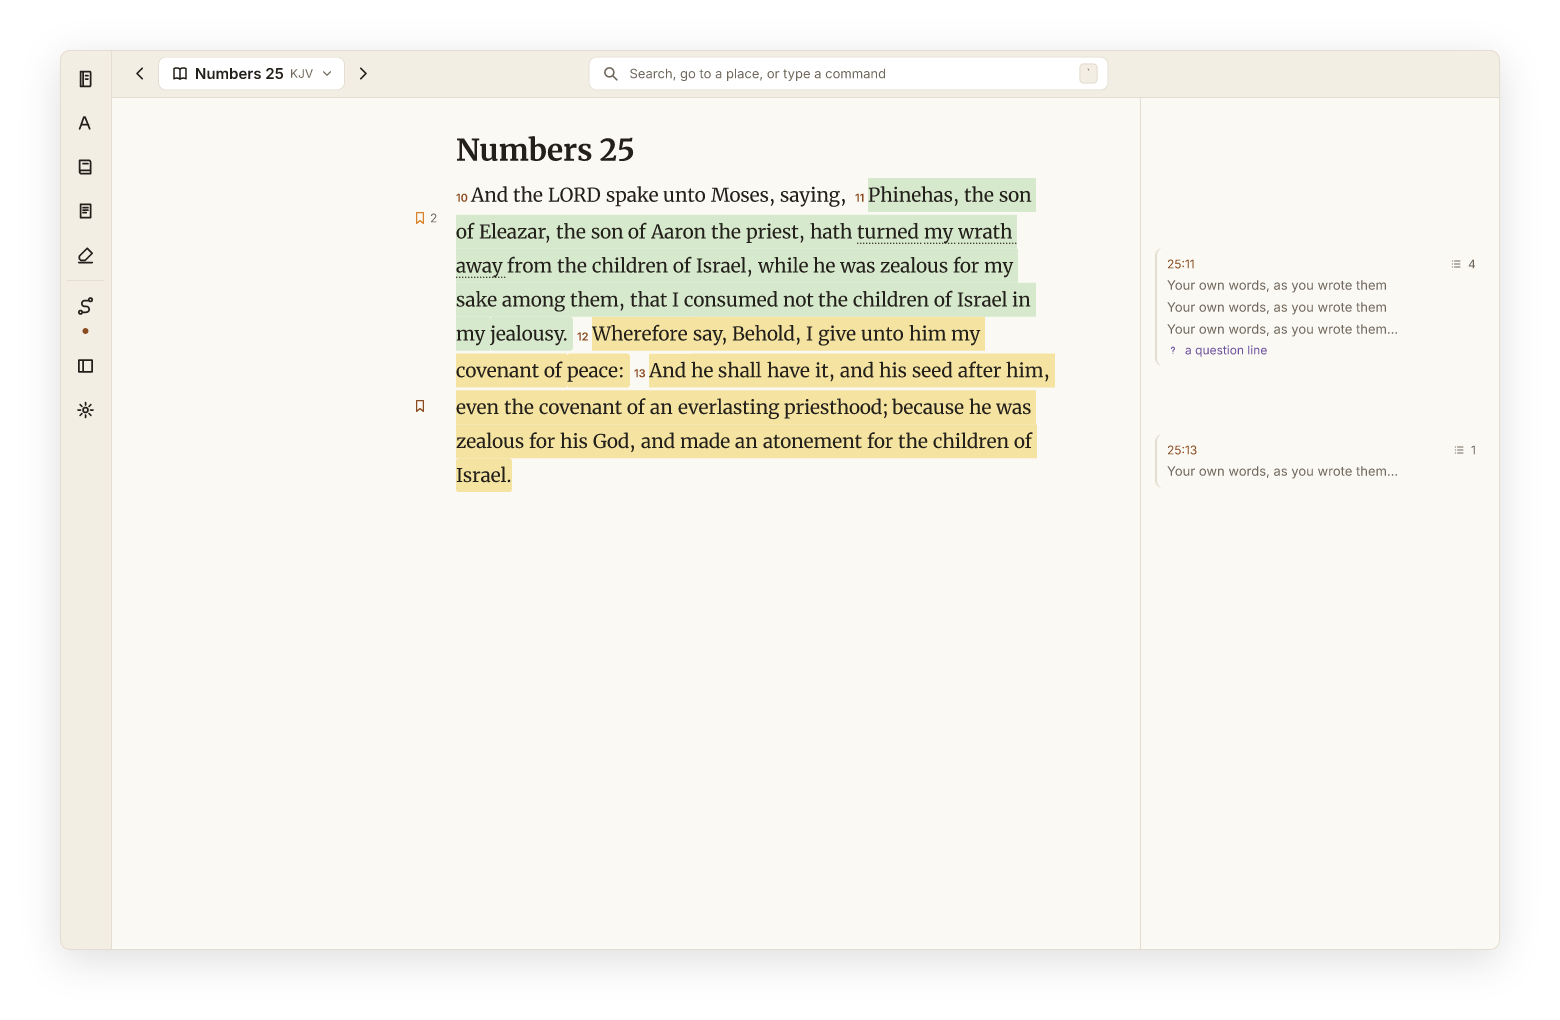 Numbers 25 KJV
Search, go to a place, or type a command
Numbers 25
10 And the LORD spake unto Moses, saying, 11 Phinehas, the son
2
of Eleazar, the son of Aaron the priest, hath turned my wrath
away from the children of Israel, while he was zealous for my
sake among them, that I consumed not the children of Israel in
my jealousy. 12 Wherefore say, Behold, I give unto him my
covenant of peace: 13 And he shall have it, and his seed after him,
even the covenant of an everlasting priesthood; because he was
zealous for his God, and made an atonement for the children of
Israel.
25:11 4
Your own words, as you wrote them
Your own words, as you wrote them
Your own words, as you wrote them...
? a question line
25:13 1
Your own words, as you wrote them...